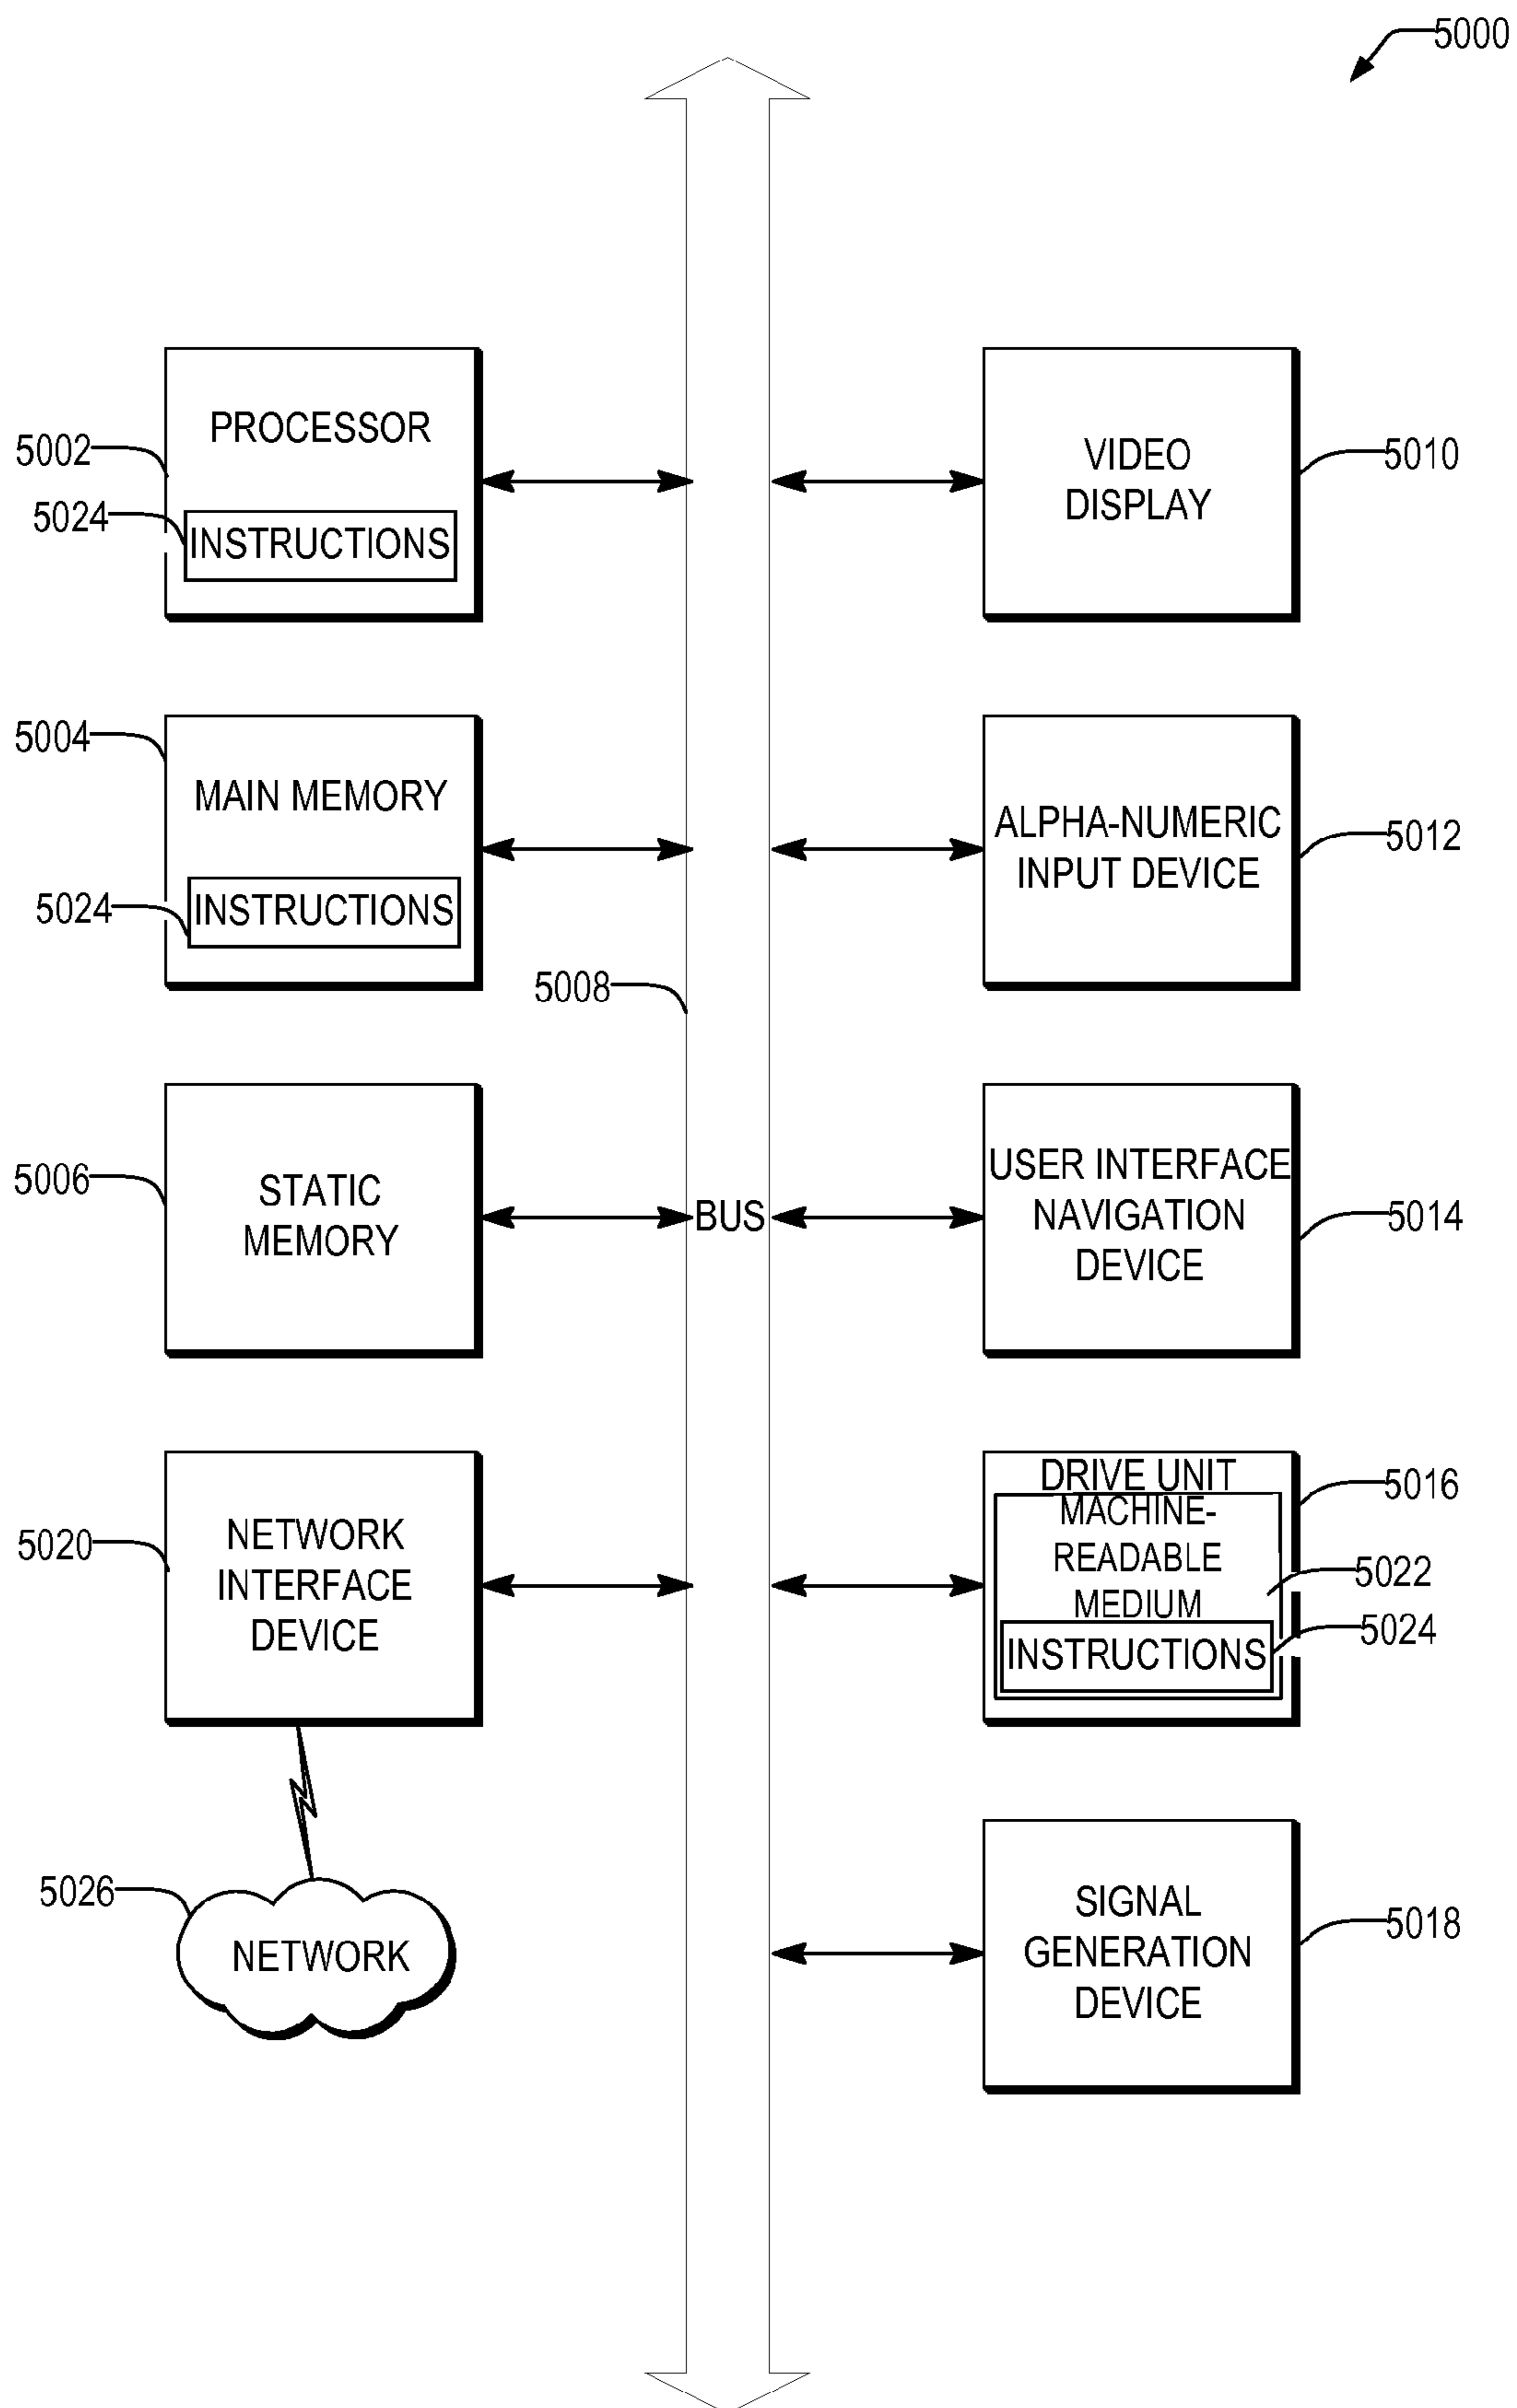 5000
PROCESSOR
5002
5024
INSTRUCTIONS
VIDEO
DISPLAY
5010
5004
MAIN MEMORY
5024
INSTRUCTIONS
ALPHA-NUMERIC
INPUT DEVICE
5012
5008
5006
STATIC
MEMORY
BUS
USER INTERFACE
NAVIGATION
DEVICE
5014
5020
NETWORK
INTERFACE
DEVICE
DRIVE UNIT
MACHINE-
READABLE
MEDIUM
INSTRUCTIONS
5016
5022
5024
5026
NETWORK
SIGNAL
GENERATION
DEVICE
5018